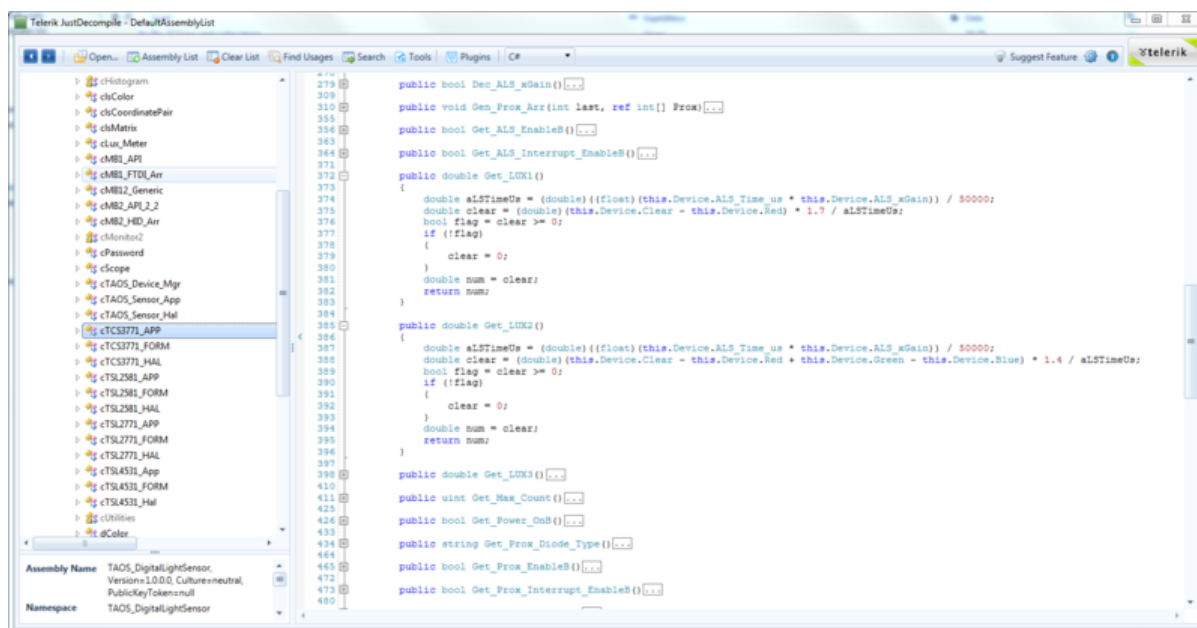 Telerik JustDecompile - DefaultAssemblyList
Open... Assembly List Clear List Find Usages Search Tools Plugins C# Suggest Feature telerik
cHistogram
clsColor
clsCoordinatePair
clsMatrix
cLux_Meter
cMB1_API
cMB1_FTDI_Arr
cMB12_Generic
cMB2_API_2_2
cMB2_HID_Arr
cMonitor2
cPassword
cScope
cTAOS_Device_Mgr
cTAOS_Sensor_App
cTAOS_Sensor_Hal
cTCS3771_APP
cTCS3771_FORM
cTCS3771_HAL
cTSL2581_APP
cTSL2581_FORM
cTSL2581_HAL
cTSL2771_APP
cTSL2771_FORM
cTSL2771_HAL
cTSL4531_App
cTSL4531_FORM
cTSL4531_Hal
cUtilities
dColor
Assembly Name TAOS_DigitalLightSensor,
Version=1.0.0.0, Culture=neutral,
PublicKeyToken=null
Namespace TAOS_DigitalLightSensor
279 public bool Dec_ALS_xGain()...
309
310 public void Gen_Prox_Arr(int last, ref int[] Prox)...
355
356 public bool Get_ALS_EnableB()...
363
364 public bool Get_ALS_Interrupt_EnableB()...
371
372 public double Get_LUX1()
373 {
374 double aLSTimeUs = (double)((float)(this.Device.ALS_Time_us * this.Device.ALS_xGain)) / 50000;
375 double clear = (double)(this.Device.Clear - this.Device.Red) * 1.7 / aLSTimeUs;
376 bool flag = clear >= 0;
377 if (!flag)
378 {
379 clear = 0;
380 }
381 double num = clear;
382 return num;
383 }
384
385 public double Get_LUX2()
386 {
387 double aLSTimeUs = (double)((float)(this.Device.ALS_Time_us * this.Device.ALS_xGain)) / 50000;
388 double clear = (double)(this.Device.Clear - this.Device.Red + this.Device.Green - this.Device.Blue) * 1.4 / aLSTimeUs;
389 bool flag = clear >= 0;
390 if (!flag)
391 {
392 clear = 0;
393 }
394 double num = clear;
395 return num;
396 }
397
398 public double Get_LUX3()...
410
411 public uint Get_Max_Count()...
425
426 public bool Get_Power_OnB()...
433
434 public string Get_Prox_Diode_Type()...
464
465 public bool Get_Prox_EnableB()...
472
473 public bool Get_Prox_Interrupt_EnableB()...
480